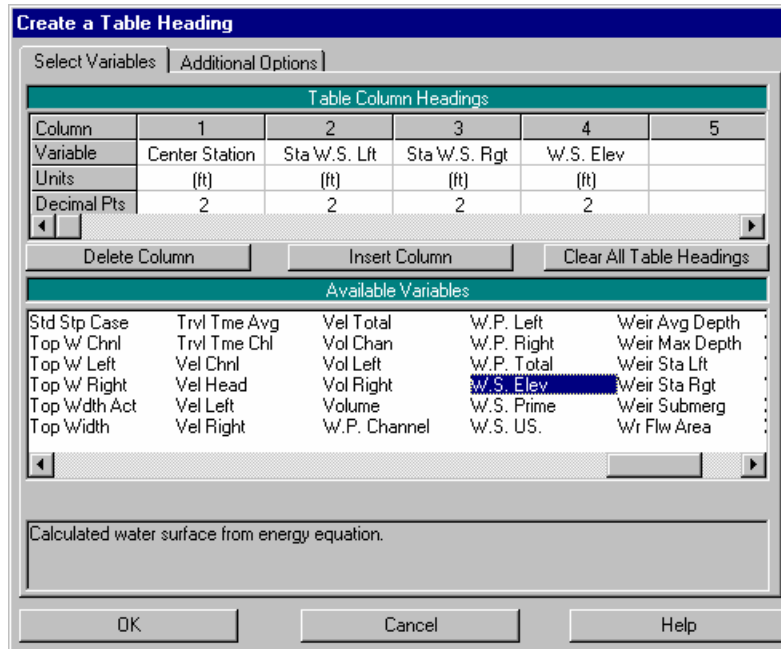 Create a Table Heading
Select Variables Additional Options
Table Column Headings
Column 1 2 3 4 5
Variable Center Station Sta W.S. Lft Sta W.S. Rgt W.S. Elev
Units (ft) (ft) (ft) (ft)
Decimal Pts 2 2 2 2
Delete Column Insert Column Clear All Table Headings
Available Variables
Std Stp Case Trvl Tme Avg Vel Total W.P. Left Weir Avg Depth
Top W Chnl Trvl Tme Chl Vol Chan W.P. Right Weir Max Depth
Top W Left Vel Chnl Vol Left W.P. Total Weir Sta Lft
Top W Right Vel Head Vol Right W.S. Elev Weir Sta Rgt
Top Wdth Act Vel Left Volume W.S. Prime Weir Submerg
Top Width Vel Right W.P. Channel W.S. US. Wr Flw Area
Calculated water surface from energy equation.
OK Cancel Help